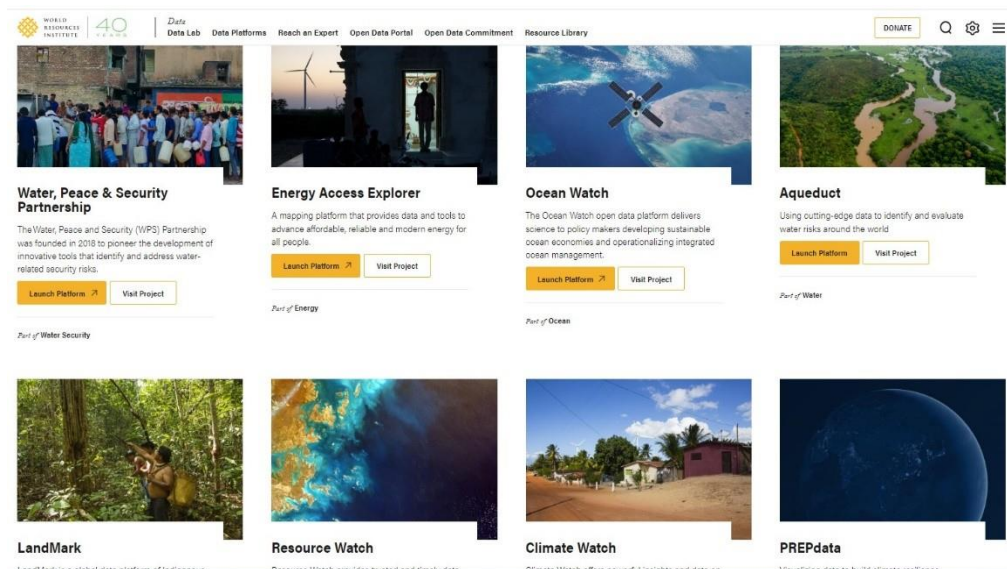 WORLD
RESOURCES
INSTITUTE
40
YEARS
Data
Data Lab Data Platforms Reach an Expert Open Data Portal Open Data Commitment Resource Library
DONATE
Water, Peace & Security
Partnership
The Water, Peace and Security (WPS) Partnership
was founded in 2018 to pioneer the development of
innovative tools that identify and address water-
related security risks.
Launch Platform Visit Project
Part of Water Security
Energy Access Explorer
A mapping platform that provides data and tools to
advance affordable, reliable and modern energy for
all people.
Launch Platform Visit Project
Part of Energy
Ocean Watch
The Ocean Watch open data platform delivers
science to policy makers developing sustainable
ocean economies and operationalizing integrated
ocean management.
Launch Platform Visit Project
Part of Ocean
Aqueduct
Using cutting-edge data to identify and evaluate
water risks around the world
Launch Platform Visit Project
Part of Water
LandMark
Resource Watch
Climate Watch
PREPdata